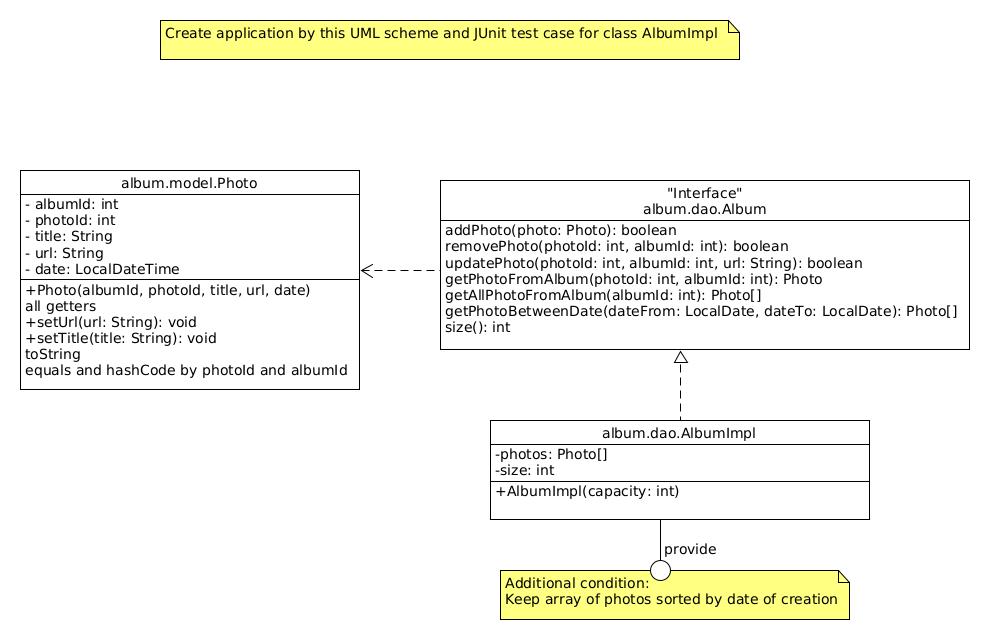 Create application by this UML scheme and JUnit test case for class AlbumImpl
album.model.Photo
- albumId: int
- photoId: int
- title: String
- url: String
- date: LocalDateTime
+Photo(albumId, photoId, title, url, date)
all getters
+setUrl(url: String): void
+setTitle(title: String): void
toString
equals and hashCode by photoId and albumId
"Interface"
album.dao.Album
addPhoto(photo: Photo): boolean
removePhoto(photoId: int, albumId: int): boolean
updatePhoto(photoId: int, albumId: int, url: String): boolean
getPhotoFromAlbum(photoId: int, albumId: int): Photo
getAllPhotoFromAlbum(albumId: int): Photo[]
getPhotoBetweenDate(dateFrom: LocalDate, dateTo: LocalDate): Photo[]
size(): int
album.dao.AlbumImpl
-photos: Photo[]
-size: int
+AlbumImpl(capacity: int)
provide
Additional condition:
Keep array of photos sorted by date of creation